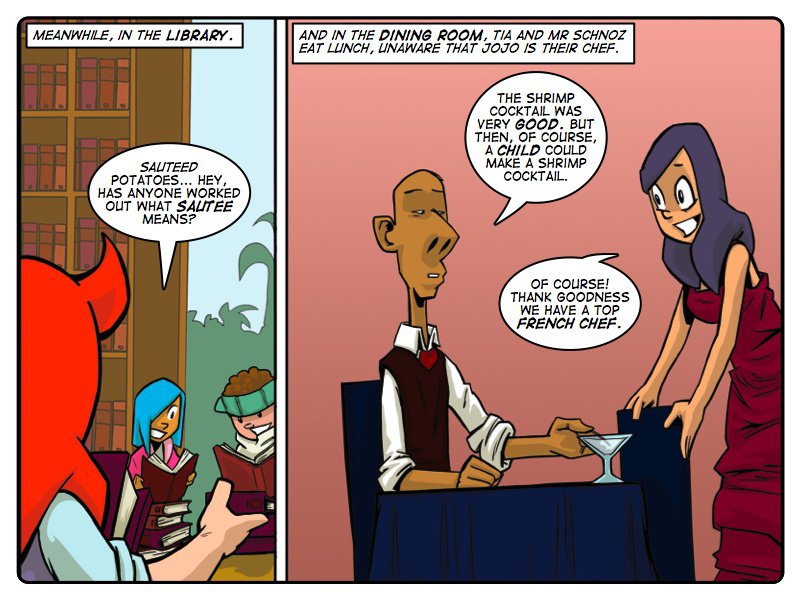 MEANWHILE, IN THE LIBRARY.
SAUTEED
POTATOES... HEY,
HAS ANYONE WORKED
OUT WHAT SAUTEE
MEANS?
AND IN THE DINING ROOM, TIA AND MR SCHNOZ
EAT LUNCH, UNAWARE THAT JOJO IS THEIR CHEF.
THE SHRIMP
COCKTAIL WAS
VERY GOOD. BUT
THEN, OF COURSE,
A CHILD COULD
MAKE A SHRIMP
COCKTAIL.
OF COURSE!
THANK GOODNESS
WE HAVE A TOP
FRENCH CHEF.